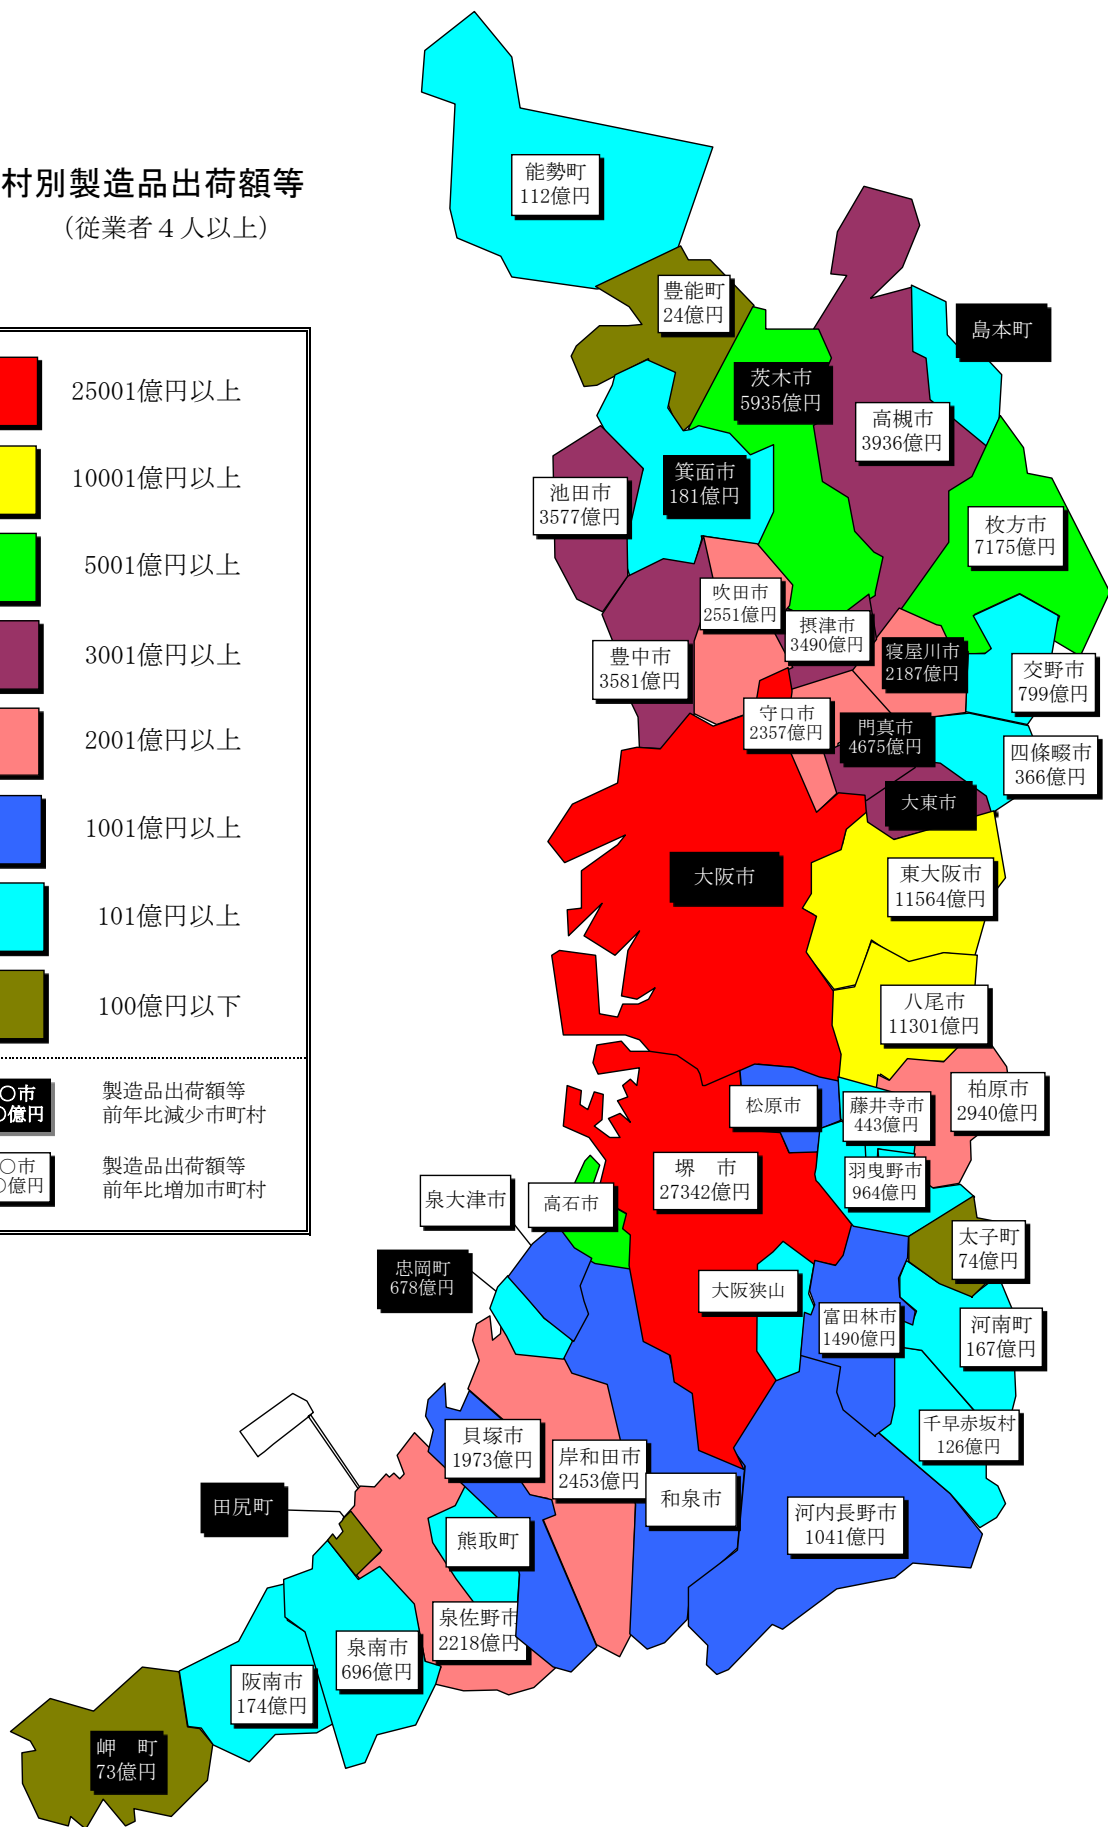 村別製造品出荷額等
（従業者４人以上）
25001億円以上
10001億円以上
5001億円以上
3001億円以上
2001億円以上
1001億円以上
101億円以上
100億円以下
〇市
〇億円
製造品出荷額等
前年比減少市町村
〇市
〇億円
製造品出荷額等
前年比増加市町村
能勢町
112億円
豊能町
24億円
島本町
茨木市
5935億円
高槻市
3936億円
箕面市
181億円
池田市
3577億円
枚方市
7175億円
吹田市
2551億円
摂津市
3490億円
豊中市
3581億円
寝屋川市
2187億円
交野市
799億円
守口市
2357億円
門真市
4675億円
四條畷市
366億円
大東市
大阪市
東大阪市
11564億円
八尾市
11301億円
松原市
藤井寺市
443億円
柏原市
2940億円
堺　市
27342億円
羽曳野市
964億円
泉大津市
高石市
太子町
74億円
忠岡町
678億円
大阪狭山
富田林市
1490億円
河南町
167億円
千早赤坂村
126億円
貝塚市
1973億円
岸和田市
2453億円
和泉市
河内長野市
1041億円
田尻町
熊取町
泉佐野市
2218億円
泉南市
696億円
阪南市
174億円
岬　町
73億円